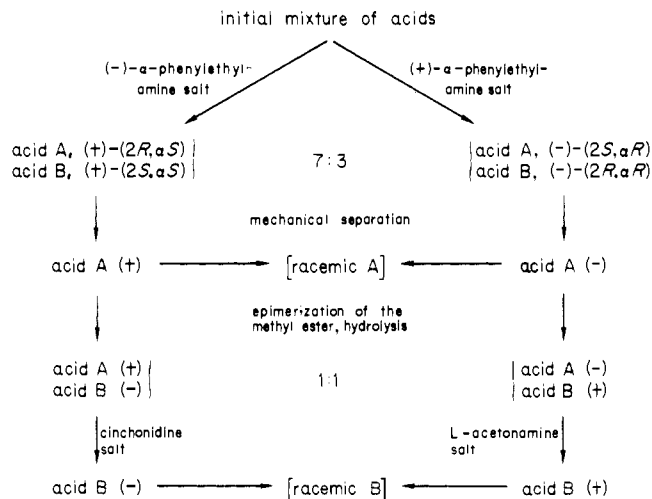 initial mixture of acids
(-)-α-phenylethyl-
amine salt
(+)-α-phenylethyl-
amine salt
acid A, (+)-(2R,αS)
acid B, (+)-(2S,αS)
7:3
acid A, (-)-(2S,αR)
acid B, (-)-(2R,αR)
mechanical separation
acid A (+)
[racemic A]
acid A (-)
epimerization of the
methyl ester, hydrolysis
acid A (+)
acid B (-)
1:1
acid A (-)
acid B (+)
cinchonidine
salt
L-acetonamine
salt
acid B (-)
[racemic B]
acid B (+)